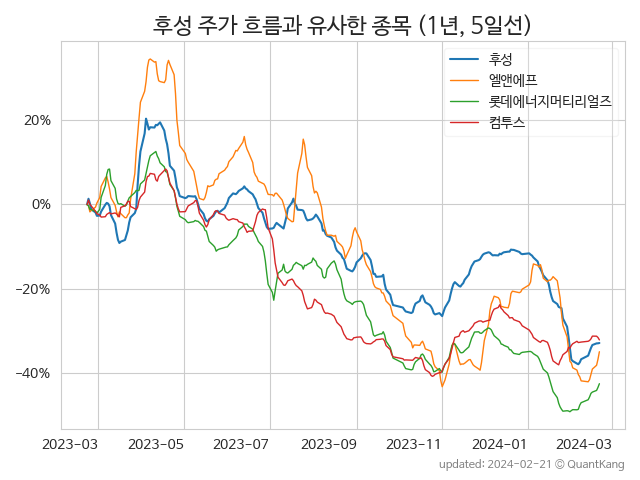 후성 주가 흐름과 유사한 종목 (1년, 5일선)
후성
엘앤에프
롯데에너지머티리얼즈
컴투스
20%
0%
−20%
−40%
2023-03 2023-05 2023-07 2023-09 2023-11 2024-01 2024-03
updated: 2024-02-21 © QuantKang